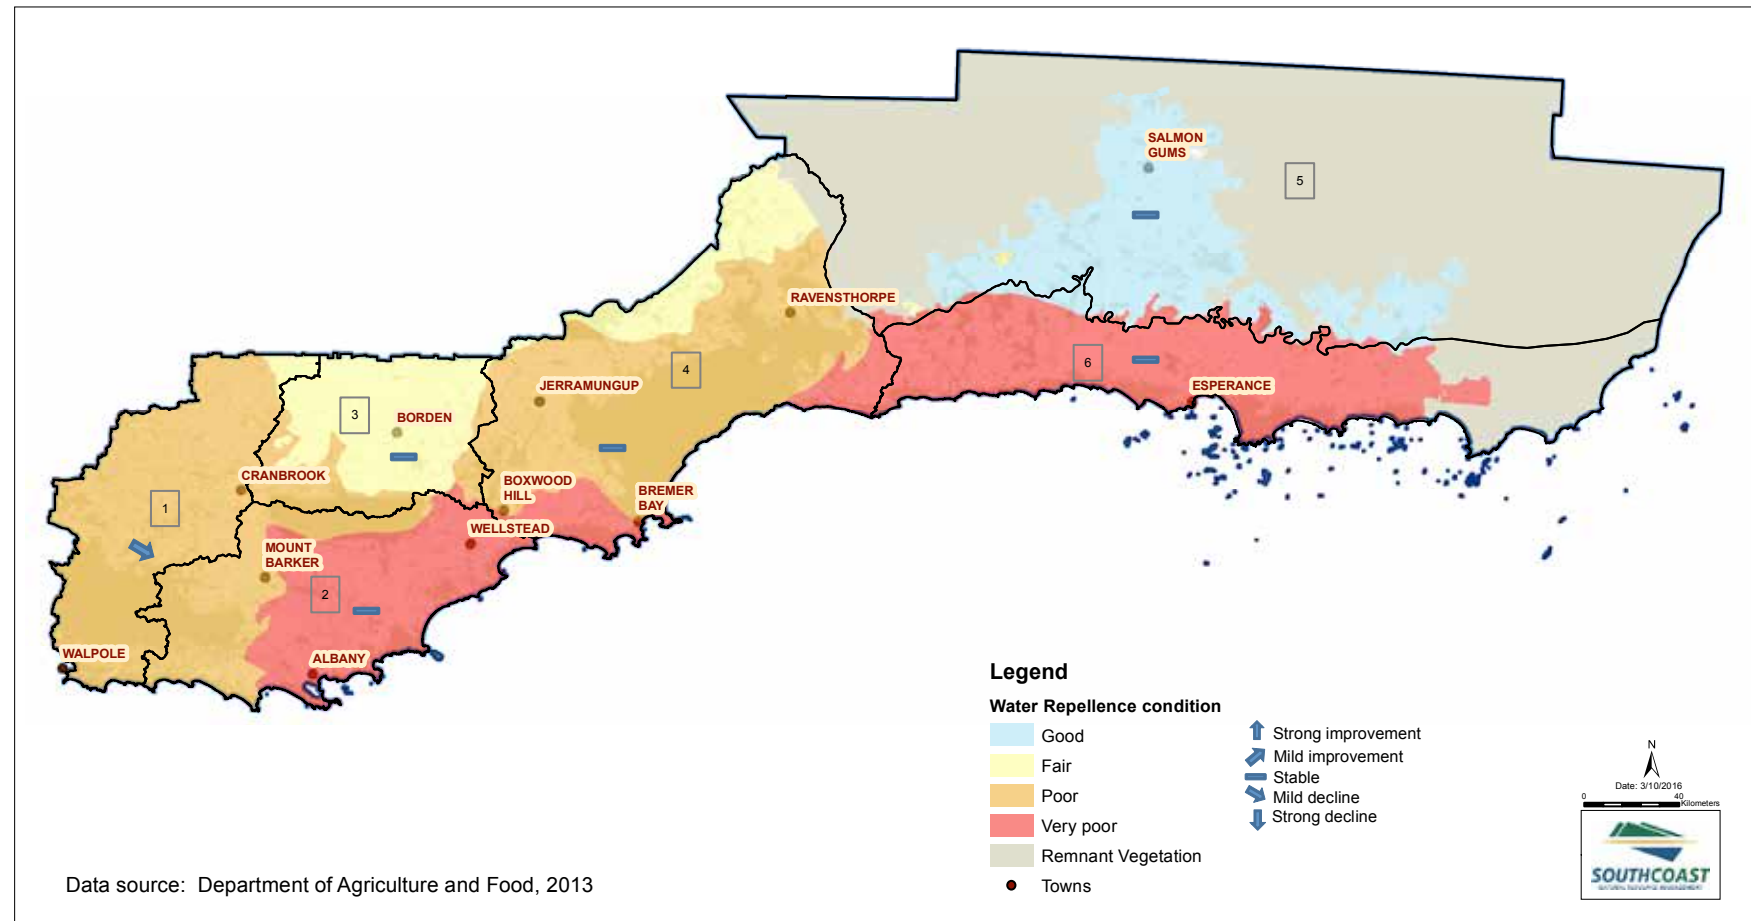 SALMON
GUMS
5
RAVENSTHORPE
4
6
JERRAMUNGUP
ESPERANCE
3
BORDEN
CRANBROOK
BOXWOOD
HILL
BREMER
BAY
1
WELLSTEAD
MOUNT
BARKER
2
WALPOLE
ALBANY
Legend
Water Repellence condition
Good
Fair
Poor
Very poor
Remnant Vegetation
Towns
Strong improvement
Mild improvement
Stable
Mild decline
Strong decline
N
Date: 3/10/2016
0 40
Kilometers
SOUTHCOAST
NATURAL RESOURCE MANAGEMENT
Data source: Department of Agriculture and Food, 2013